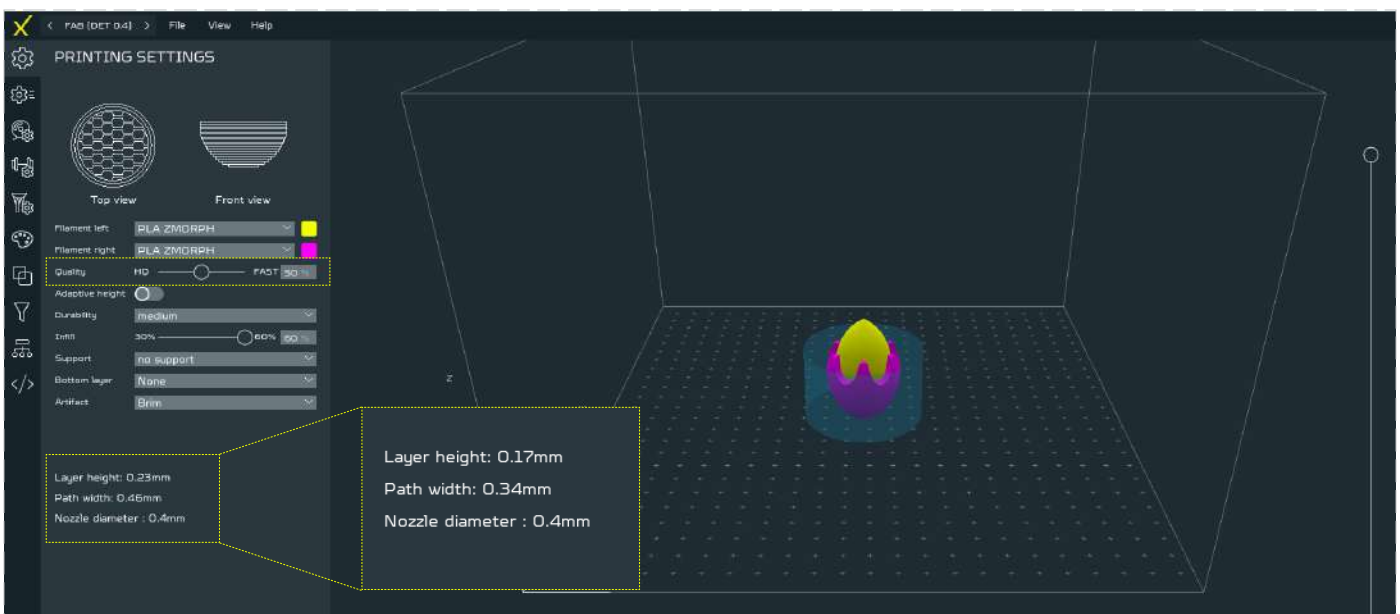 < FAB (DET 0.4) > File View Help
PRINTING SETTINGS
Top view Front view
Filament left PLA ZMORPH
Filament right PLA ZMORPH
Quality HD FAST 50 %
Adaptive height
Durability medium
Infill 30% 60% 60 %
Support no support
Bottom layer None
Artifact Brim
Layer height: 0.23mm
Path width: 0.46mm
Nozzle diameter : 0.4mm
Layer height: 0.17mm
Path width: 0.34mm
Nozzle diameter : 0.4mm
Z